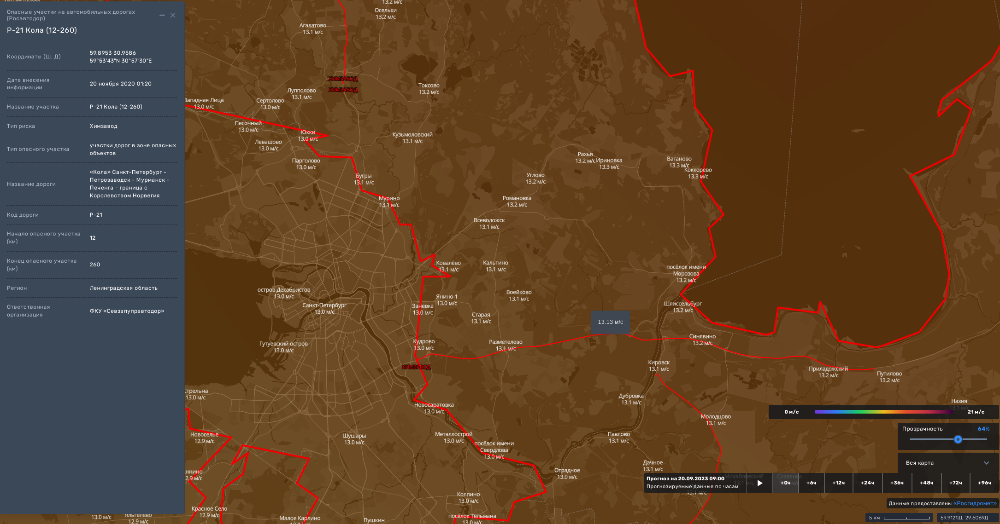 Опасные участки на автомобильных дорогах
(Росавтодор)
Р-21 Кола (12-260)
Координаты (Ш, Д)
59.8953 30.9586
59°53'43"N 30°57'30"E
Дата внесения
информации
20 ноября 2020 01:20
Название участка
Р-21 Кола (12-260)
Тип риска
Химзавод
Тип опасного участка
участки дорог в зоне опасных
объектов
Название дороги
«Кола» Санкт-Петербург -
Петрозаводск - Мурманск -
Печенга - граница с
Королевством Норвегия
Код дороги
Р-21
Начало опасного участка
(км)
12
Конец опасного участка
(км)
260
Регион
Ленинградская область
Ответственная
организация
ФКУ «Севзапуправтодор»
13.2 м/с
Осельки
13.2 м/с
Агалатово
13.1 м/с
ХИМЗАВОД
ХИМЗАВОД
Токсово
13.2 м/с
Лупполово
13.1 м/с
Западная Лица
13.0 м/с
Сертолово
13.0 м/с
Песочный
13.0 м/с
Юкки
13.0 м/с
Кузьмоловский
13.1 м/с
Левашово
13.0 м/с
Парголово
13.0 м/с
Рахья
13.2 м/с
Ириновка
13.3 м/с
Ваганово
13.3 м/с
Коккорево
13.3 м/с
Бугры
13.1 м/с
Углово
13.2 м/с
Мурино
13.1 м/с
Романовка
13.2 м/с
Всеволожск
13.1 м/с
Ковалёво
13.1 м/с
Кальтино
13.1 м/с
посёлок имени
Морозова
13.2 м/с
остров Декабристов
13.0 м/с
Воейково
13.1 м/с
Янино-1
13.0 м/с
Санкт-Петербург
13.0 м/с
Заневка
13.0 м/с
Шлиссельбург
13.2 м/с
Старая
13.1 м/с
13.13 м/с
Гутуевский остров
13.0 м/с
Кудрово
13.0 м/с
Разметелево
13.1 м/с
Синявино
13.2 м/с
ХИМЗАВОД
Кировск
13.1 м/с
Приладожский
13.2 м/с
Путилово
13.2 м/с
Стрельна
13.0 м/с
Дубровка
13.1 м/с
Новосаратовка
13.0 м/с
Назия
13.1 м/с
0 м/с
21 м/с
Молодцово
13.1 м/с
Новоселье
12.9 м/с
Шушары
13.0 м/с
Металлострой
13.0 м/с
Павлово
13.1 м/с
Прозрачность
64%
посёлок имени
Свердлова
13.0 м/с
Дачное
13.1 м/с
Вся карта
Отрадное
13.0 м/с
Михайловский
13.1 м/с
Славянка
Прогноз на 20.09.2023 09:00
Прогнозируемые данные по часам
+0ч
+6ч
+12ч
+24ч
+36ч
+48ч
+72ч
+96ч
13.1 м/с
Колпино
13.0 м/с
Данные предоставлены «Росгидромет»
Красное Село
12.9 м/с
13.0 м/с
Яльгелево
12.9 м/с
Малое Карлино
Пушкин
посёлок Тельмана
13.0 м/с
5 км
59.9121Ш, 29.6069Д